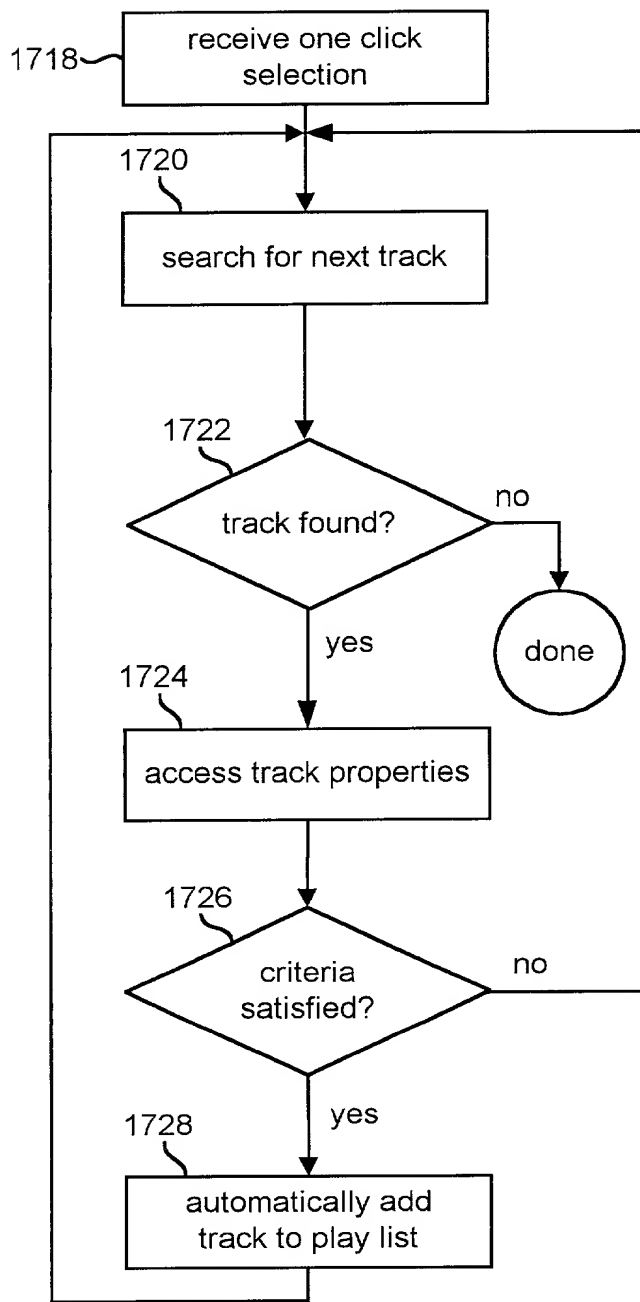 1718
receive one click
selection
1720
search for next track
1722
track found?
no
yes
done
1724
access track properties
1726
criteria
satisfied?
no
yes
1728
automatically add
track to play list